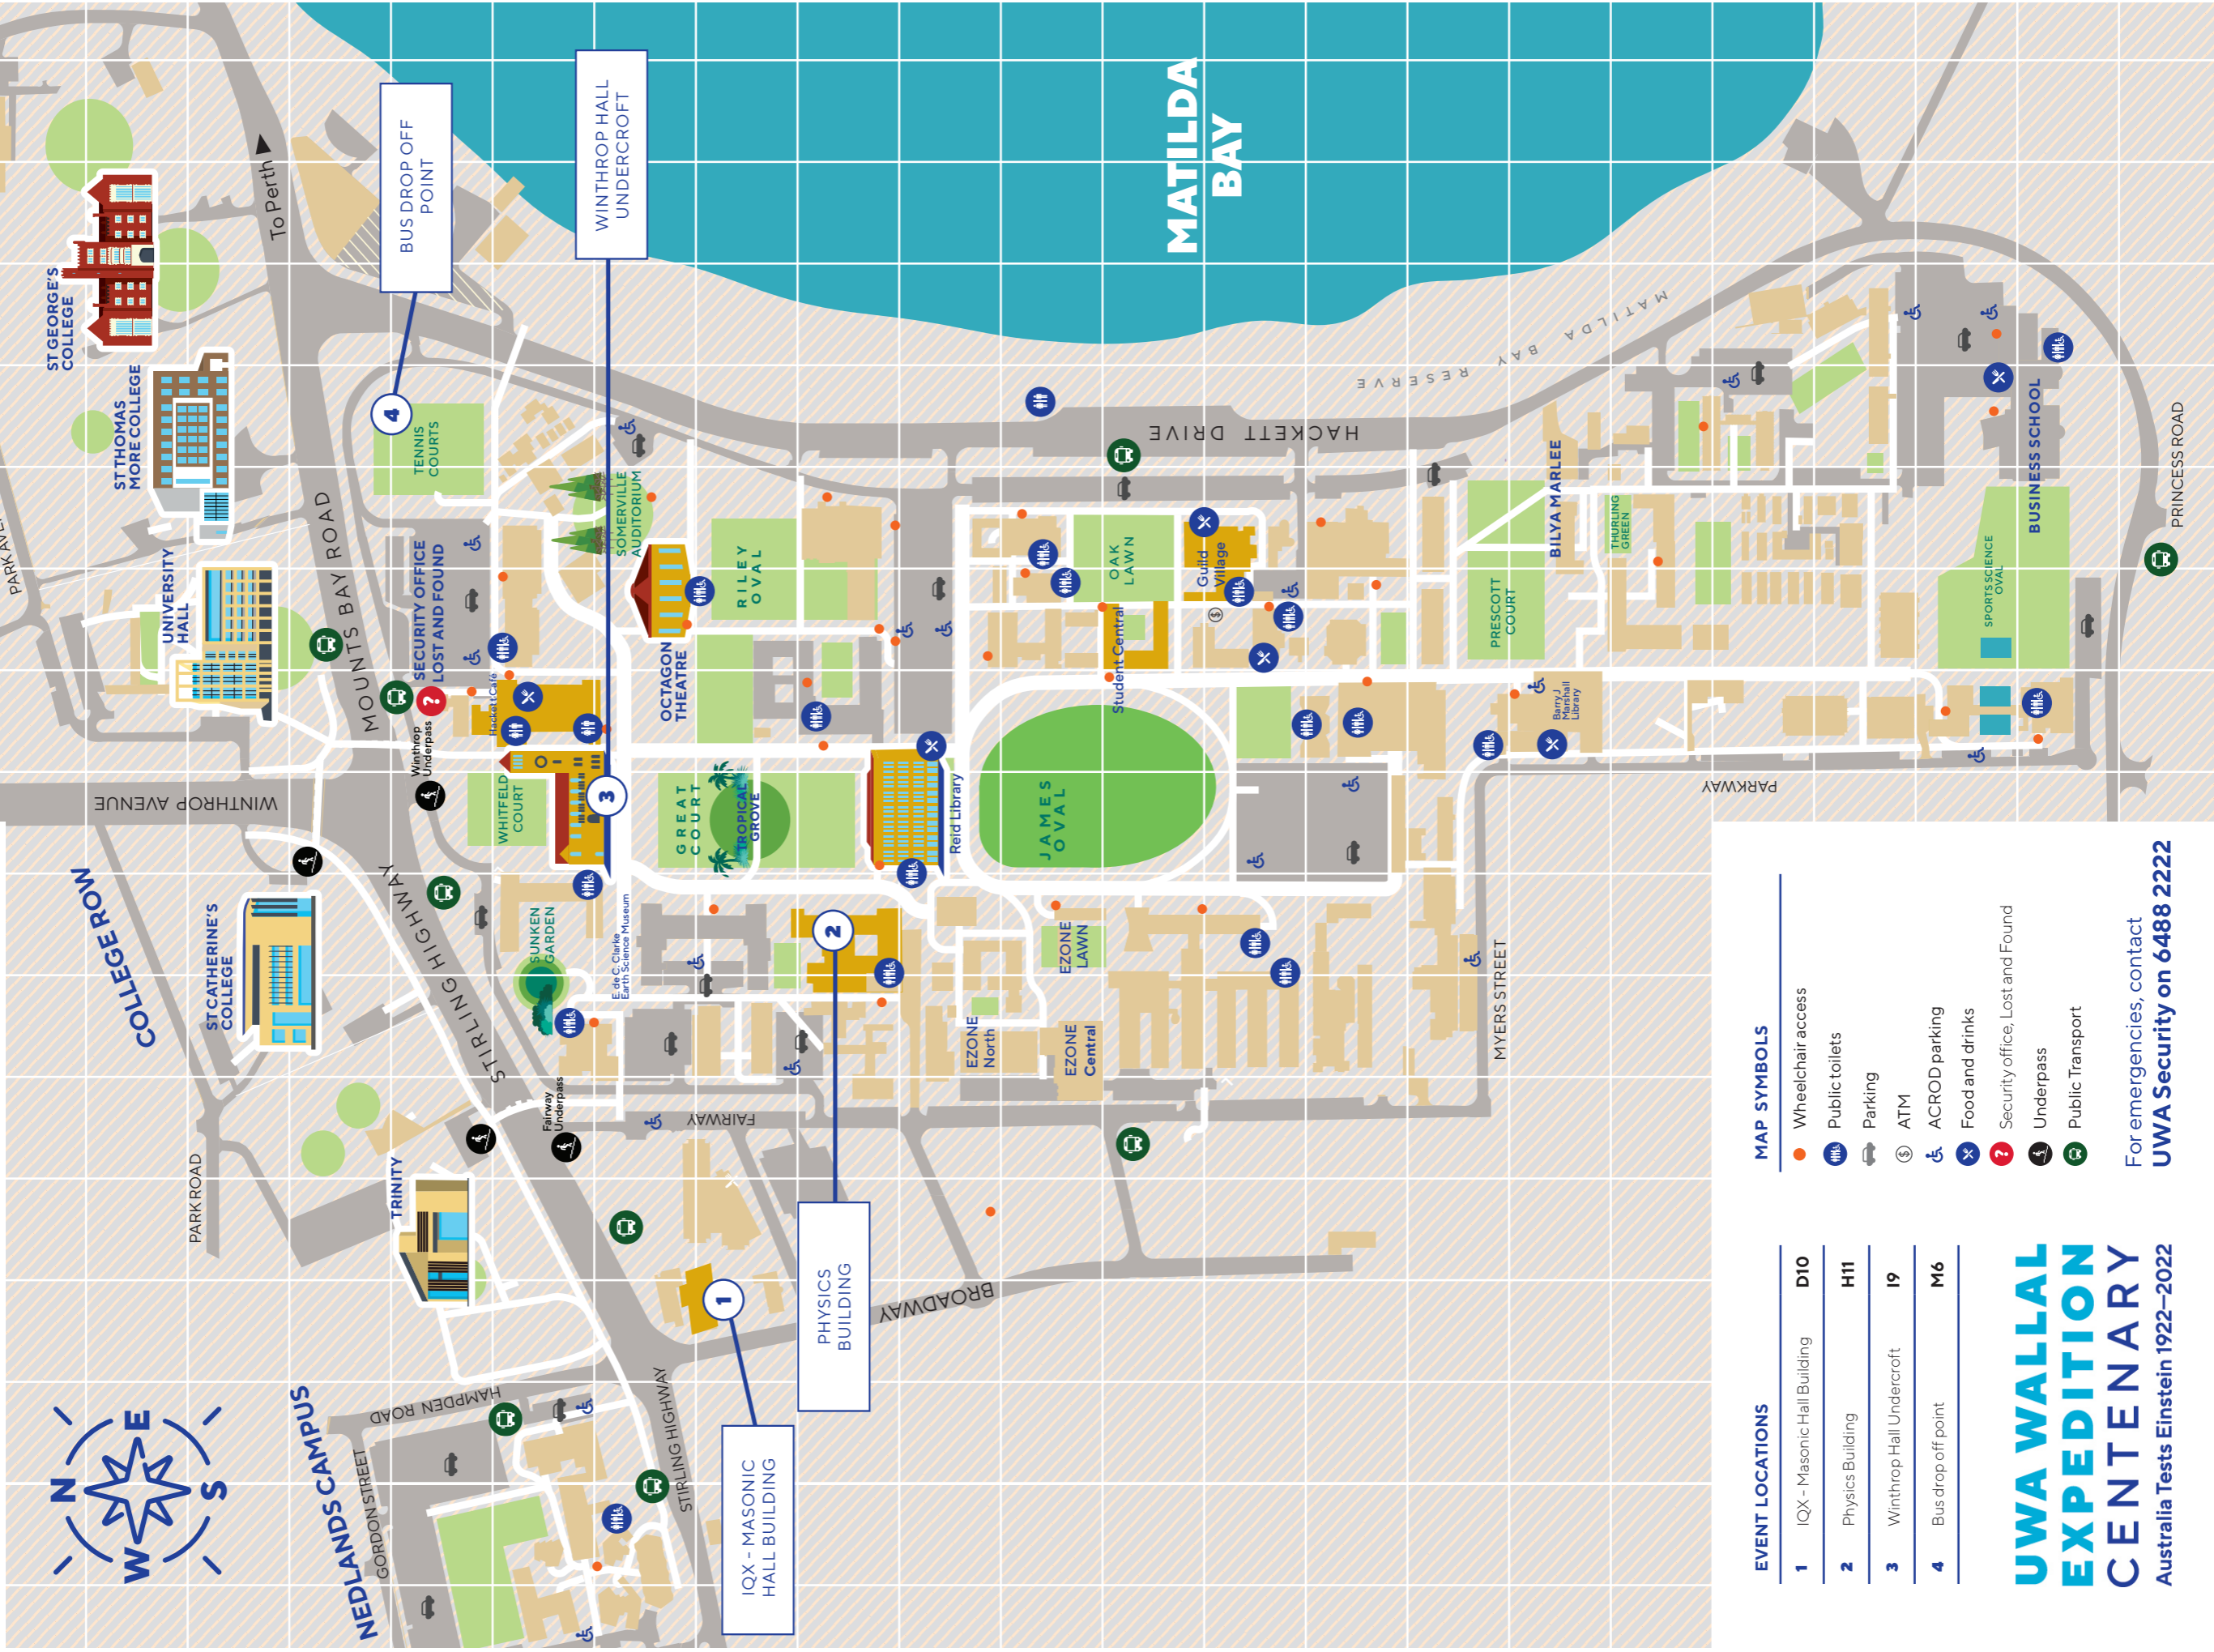 N
W
E
S
NEDLANDS CAMPUS
GORDON STREET
HAMPDEN ROAD
STIRLING HIGHWAY
IQX - MASONIC
HALL BUILDING
1
BROADWAY
PHYSICS
BUILDING
2
TRINITY
PARK ROAD
Fairway
Underpass
FAIRWAY
COLLEGE ROW
ST CATHERINE'S
COLLEGE
STIRLING HIGHWAY
WINTHROP AVENUE
Winthrop
Underpass
SUNKEN
GARDEN
E. de C. Clarke
Earth Science Museum
EZONE
North
EZONE
Central
EZONE
LAWN
MYERS STREET
WHITFELD
COURT
3
GREAT
COURT
TROPICAL
GROVE
Reid Library
JAMES
OVAL
PARKWAY
UNIVERSITY
HALL
MOUNTS BAY ROAD
SECURITY OFFICE
LOST AND FOUND
?
Hackett Café
OCTAGON
THEATRE
RILEY
OVAL
SOMERVILLE
AUDITORIUM
TENNIS
COURTS
4
BUS DROP OFF
POINT
WINTHROP HALL
UNDERCROFT
ST THOMAS
MORE COLLEGE
ST GEORGE'S
COLLEGE
To Perth
MATILDA
BAY
MATILDA BAY RESERVE
HACKETT DRIVE
OAK
LAWN
Guild
Village
$
Student Central
PRESCOTT
COURT
BILYA MARLEE
THURLING
GREEN
Barry J
Marshall
Library
SPORTS SCIENCE
OVAL
BUSINESS SCHOOL
PRINCESS ROAD
EVENT LOCATIONS
1 IQX - Masonic Hall Building D10
2 Physics Building H11
3 Winthrop Hall Undercroft I9
4 Bus drop off point M6
MAP SYMBOLS
Wheelchair access
Public toilets
Parking
$ ATM
ACROD parking
Food and drinks
? Security office, Lost and Found
Underpass
Public Transport
UWA WALLAL
EXPEDITION
CENTENARY
Australia Tests Einstein 1922–2022
For emergencies, contact
UWA Security on 6488 2222